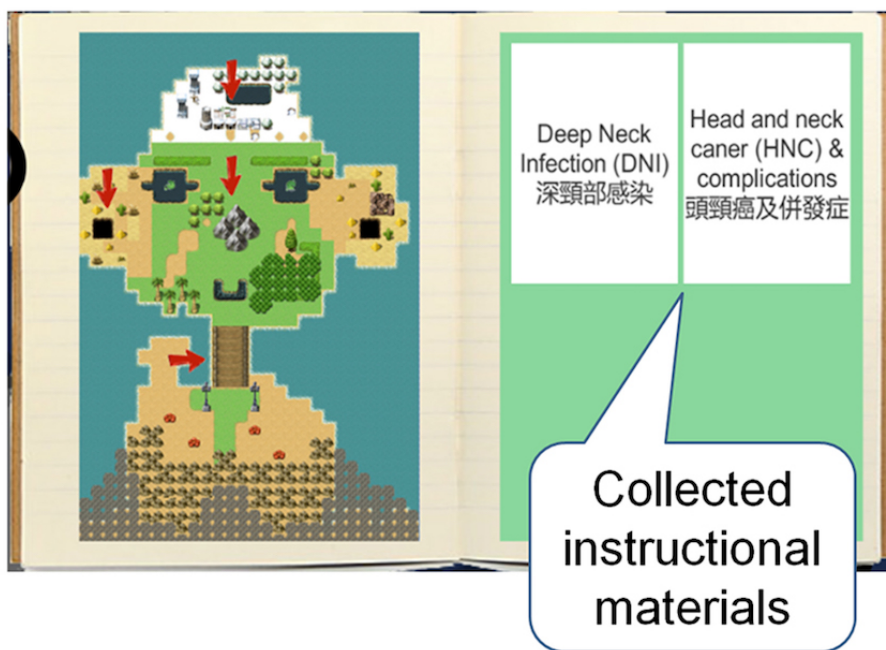 Deep Neck
Infection (DNI)
深頸部感染
Head and neck
caner (HNC) &
complications
頭頸癌及併發症
Collected
instructional
materials